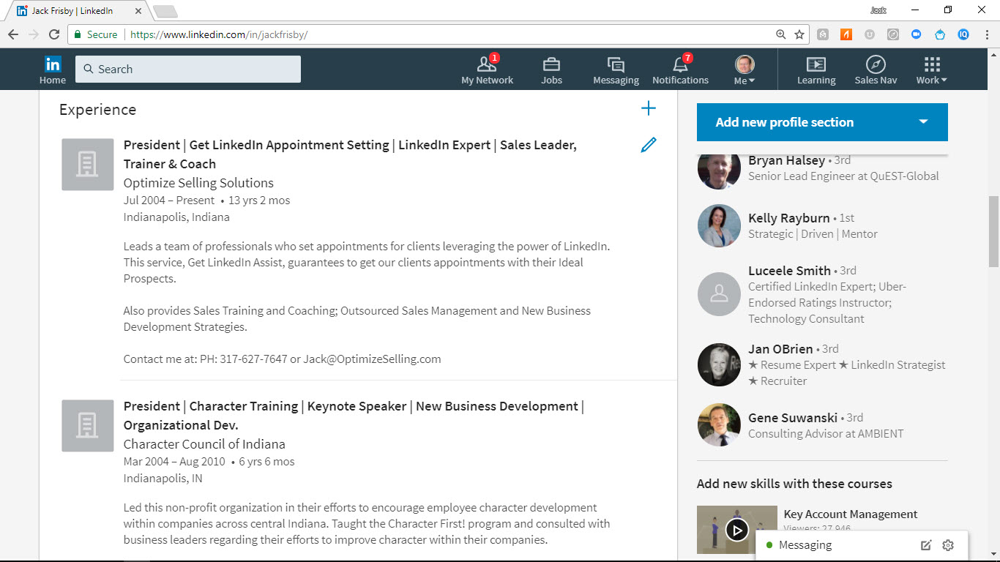 Jack Frisby | LinkedIn
Jack
Secure https://www.linkedin.com/in/jackfrisby/
in
Home
Search
1
My Network
Jobs
Messaging
7
Notifications
Me
Learning
Sales Nav
Work
Experience
President | Get LinkedIn Appointment Setting | LinkedIn Expert | Sales Leader,
Trainer & Coach
Optimize Selling Solutions
Jul 2004 – Present • 13 yrs 2 mos
Indianapolis, Indiana
Leads a team of professionals who set appointments for clients leveraging the power of LinkedIn.
This service, Get LinkedIn Assist, guarantees to get our clients appointments with their Ideal
Prospects.
Also provides Sales Training and Coaching; Outsourced Sales Management and New Business
Development Strategies.
Contact me at: PH: 317-627-7647 or Jack@OptimizeSelling.com
President | Character Training | Keynote Speaker | New Business Development |
Organizational Dev.
Character Council of Indiana
Mar 2004 – Aug 2010 • 6 yrs 6 mos
Indianapolis, IN
Led this non-profit organization in their efforts to encourage employee character development
within companies across central Indiana. Taught the Character First! program and consulted with
business leaders regarding their efforts to improve character within their companies.
Add new profile section
Bryan Halsey • 3rd
Senior Lead Engineer at QuEST-Global
Kelly Rayburn • 1st
Strategic | Driven | Mentor
Luceele Smith • 3rd
Certified LinkedIn Expert; Uber-
Endorsed Ratings Instructor;
Technology Consultant
Jan OBrien • 3rd
★ Resume Expert ★ LinkedIn Strategist
★ Recruiter
Gene Suwanski • 3rd
Consulting Advisor at AMBIENT
Add new skills with these courses
Key Account Management
Viewers: 27,946
Messaging